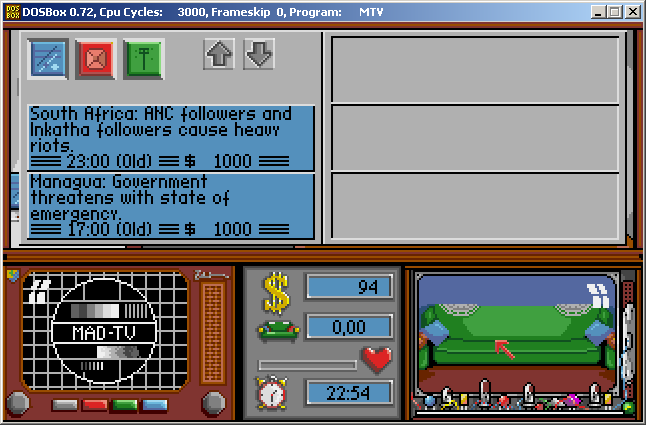 DOSBox 0.72, Cpu Cycles: 3000, Frameskip 0, Program: MTV
South Africa: ANC followers and
Inkatha followers cause heavy
riots.
23:00 (Old) $ 1000
Managua: Government
threatens with state of
emergency.
17:00 (Old) $ 1000
MAD-TV
$ 94
0,00
22:54